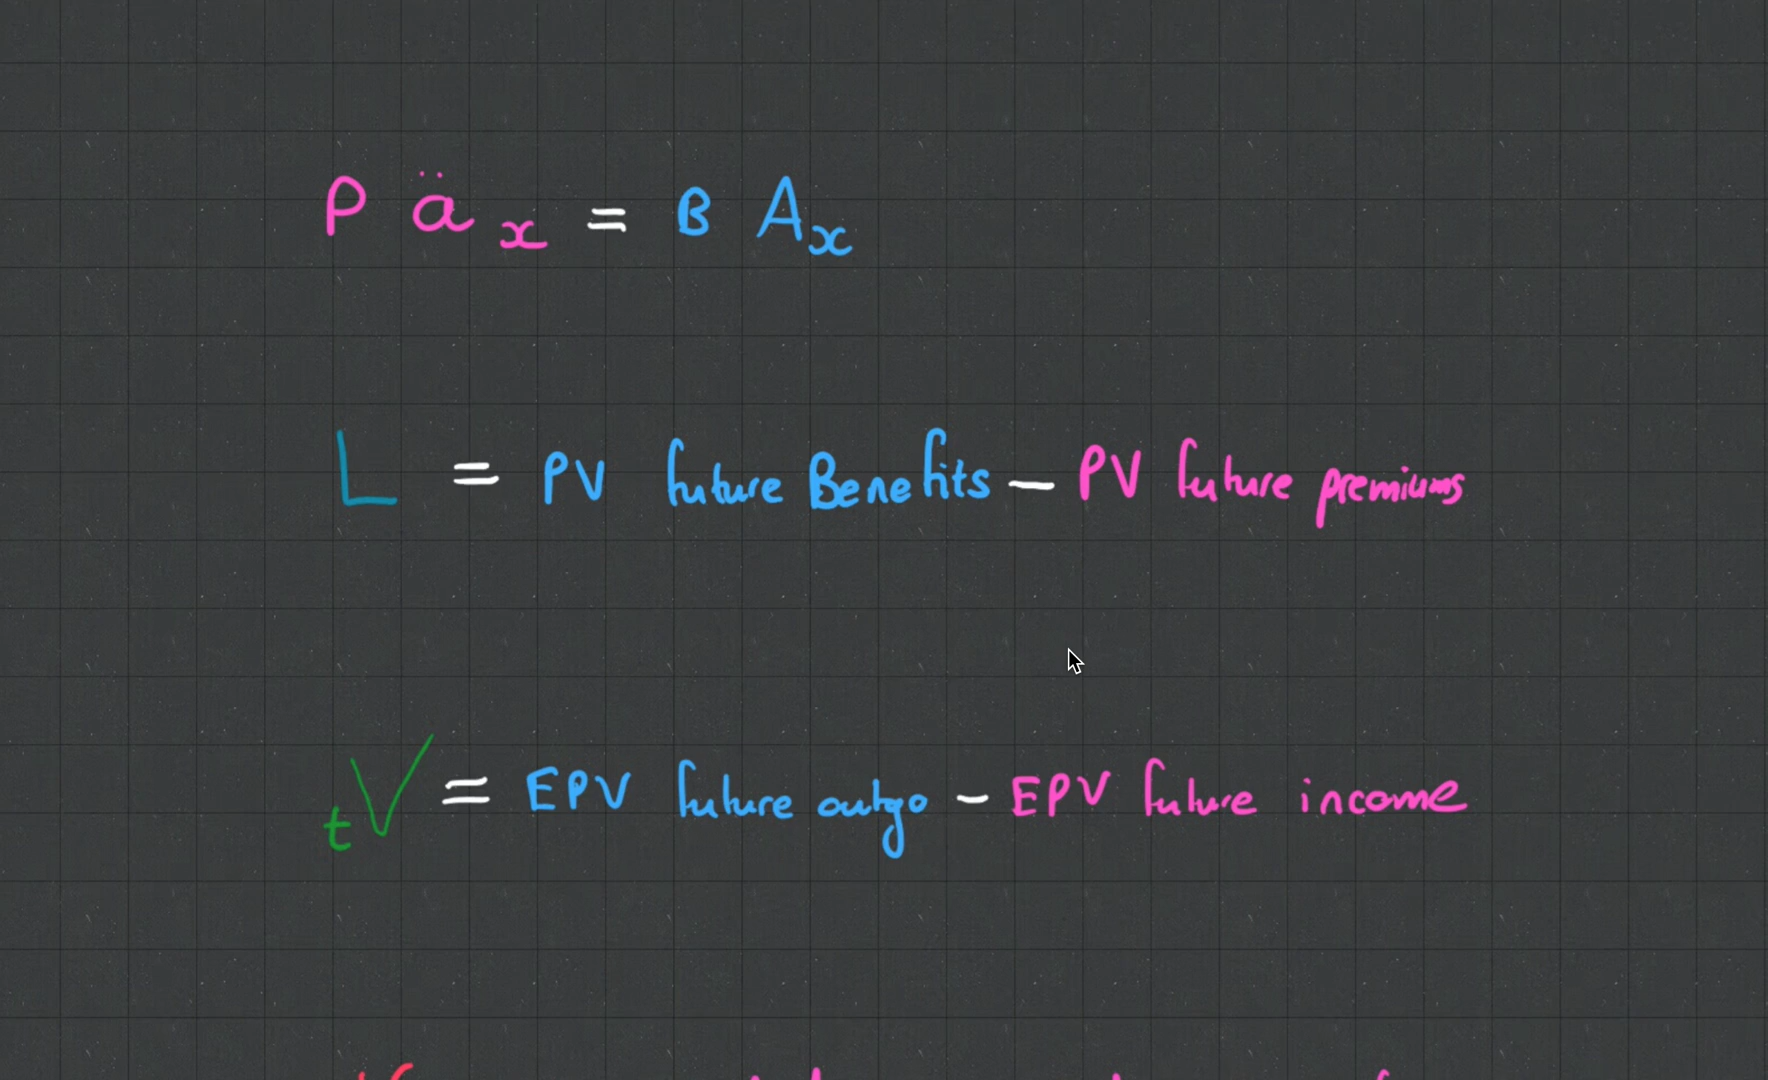 P ä x = B Ax
L = PV future Benefits – PV future premiums
tV = EPV future outgo – EPV future income